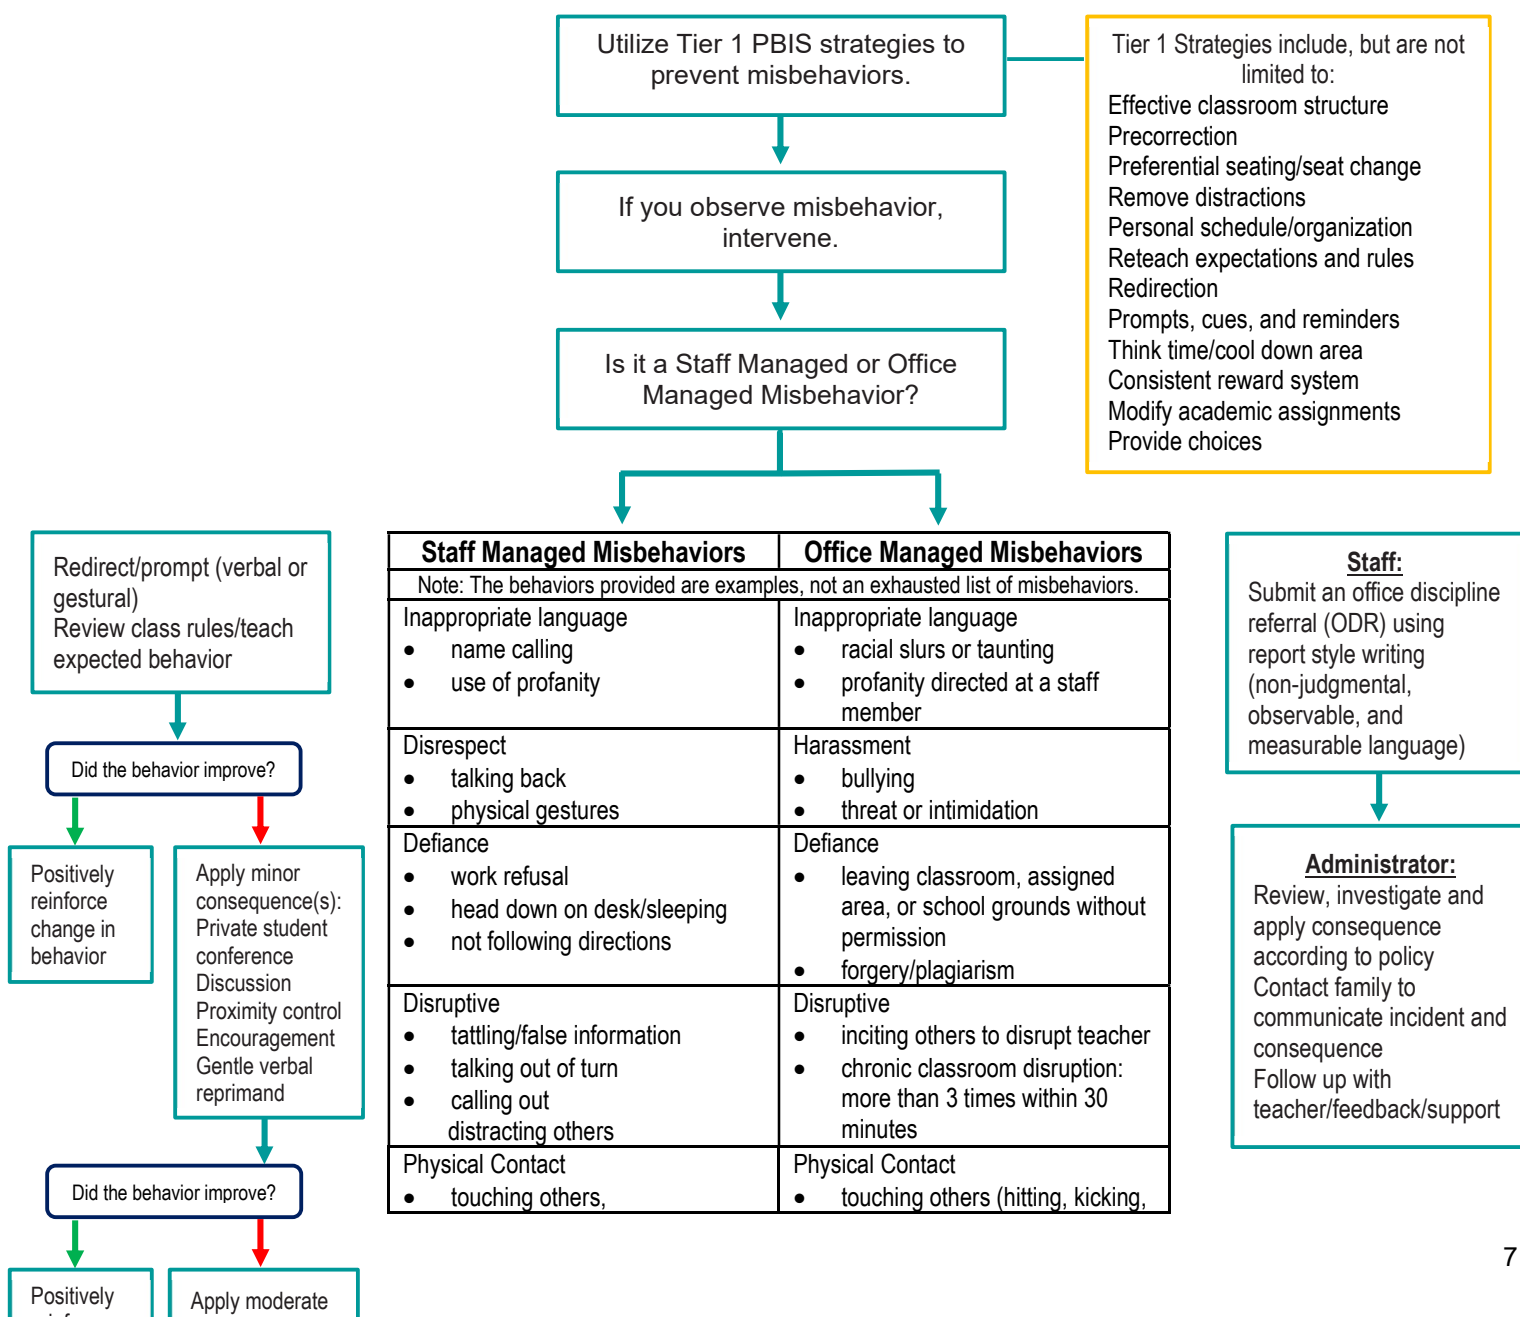 Utilize Tier 1 PBIS strategies to
prevent misbehaviors.
Tier 1 Strategies include, but are not
limited to:
Effective classroom structure
Precorrection
Preferential seating/seat change
Remove distractions
Personal schedule/organization
Reteach expectations and rules
Redirection
Prompts, cues, and reminders
Think time/cool down area
Consistent reward system
Modify academic assignments
Provide choices
If you observe misbehavior,
intervene.
Is it a Staff Managed or Office
Managed Misbehavior?
Redirect/prompt (verbal or
gestural)
Review class rules/teach
expected behavior
Did the behavior improve?
Positively
reinforce
change in
behavior
Apply minor
consequence(s):
Private student
conference
Discussion
Proximity control
Encouragement
Gentle verbal
reprimand
Did the behavior improve?
Positively
Apply moderate
Staff Managed Misbehaviors
Office Managed Misbehaviors
Note: The behaviors provided are examples, not an exhausted list of misbehaviors.
Inappropriate language
• name calling
• use of profanity
Inappropriate language
• racial slurs or taunting
• profanity directed at a staff
member
Disrespect
• talking back
• physical gestures
Harassment
• bullying
• threat or intimidation
Defiance
• work refusal
• head down on desk/sleeping
• not following directions
Defiance
• leaving classroom, assigned
area, or school grounds without
permission
• forgery/plagiarism
Disruptive
• tattling/false information
• talking out of turn
• calling out
distracting others
Disruptive
• inciting others to disrupt teacher
• chronic classroom disruption:
more than 3 times within 30
minutes
Physical Contact
• touching others,
Physical Contact
• touching others (hitting, kicking,
Staff:
Submit an office discipline
referral (ODR) using
report style writing
(non-judgmental,
observable, and
measurable language)
Administrator:
Review, investigate and
apply consequence
according to policy
Contact family to
communicate incident and
consequence
Follow up with
teacher/feedback/support
7